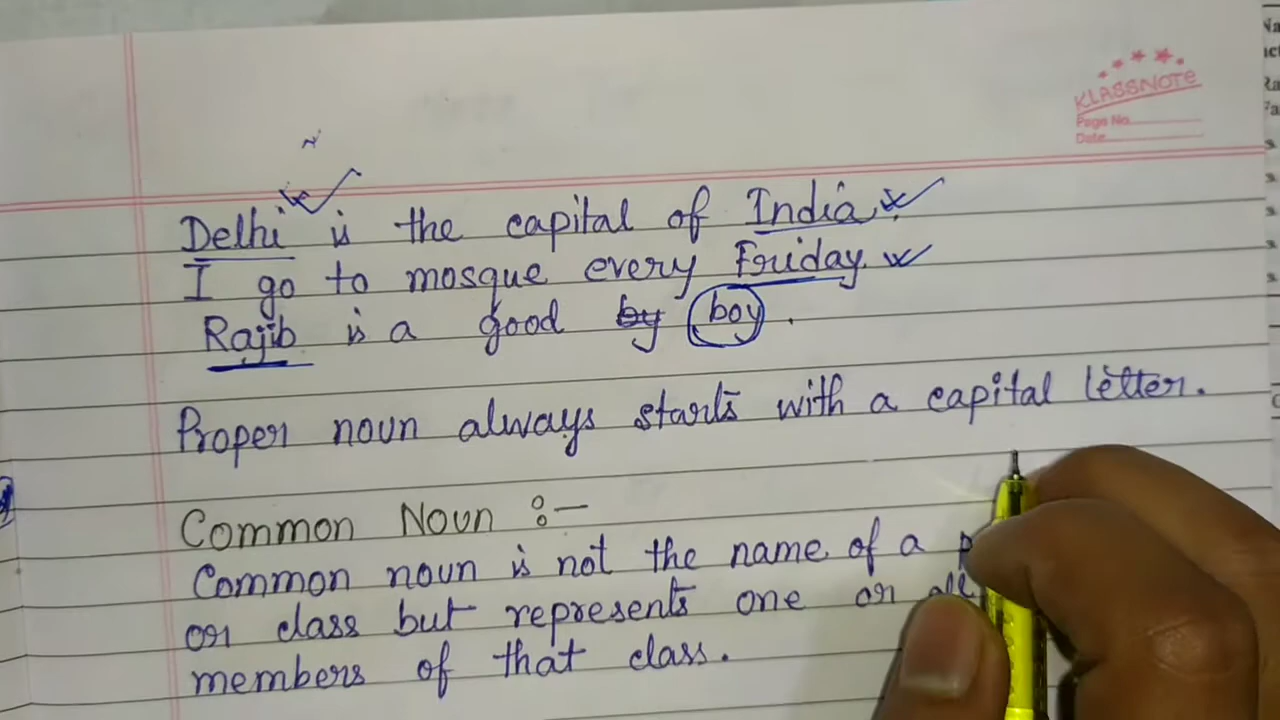 KLASSNOTE
Page No.
Date
Delhi is the capital of India
I go to mosque every Friday.
Rajib is a good by boy.
Proper noun always starts with a capital letter.
Common Noun :-
Common noun is not the name of a
or class but represents one or all
members of that class.